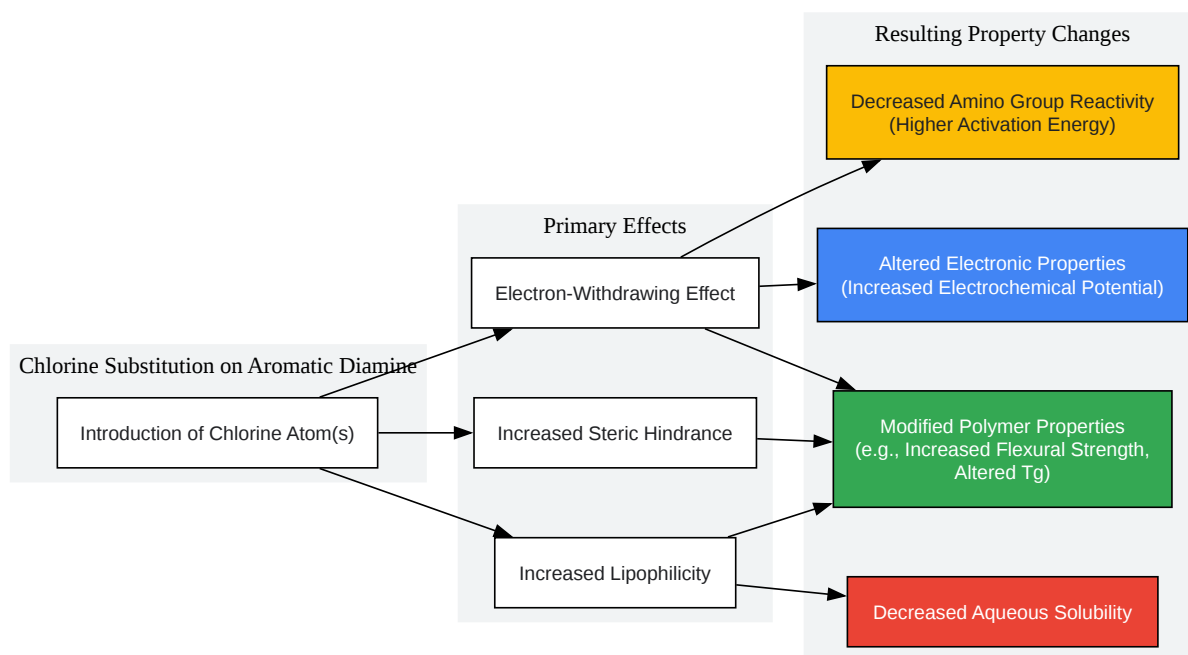 Chlorine Substitution on Aromatic Diamine
Introduction of Chlorine Atom(s)
Primary Effects
Electron-Withdrawing Effect
Increased Steric Hindrance
Increased Lipophilicity
Resulting Property Changes
Decreased Amino Group Reactivity
(Higher Activation Energy)
Altered Electronic Properties
(Increased Electrochemical Potential)
Modified Polymer Properties
(e.g., Increased Flexural Strength,
Altered Tg)
Decreased Aqueous Solubility